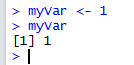 > myVar <- 1
> myVar
[1] 1
>